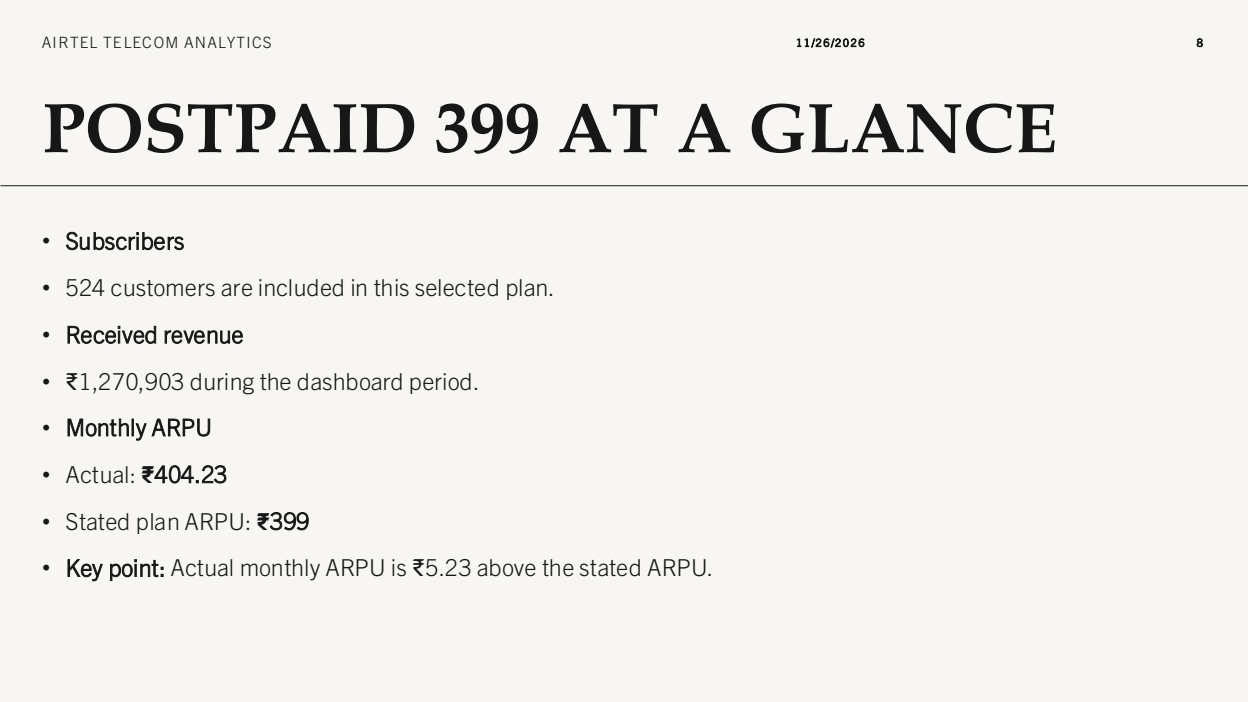 AIRTEL TELECOM ANALYTICS
11/26/2026
8
POSTPAID 399 AT A GLANCE
• Subscribers
• 524 customers are included in this selected plan.
• Received revenue
• ₹1,270,903 during the dashboard period.
• Monthly ARPU
• Actual: ₹404.23
• Stated plan ARPU: ₹399
• Key point: Actual monthly ARPU is ₹5.23 above the stated ARPU.